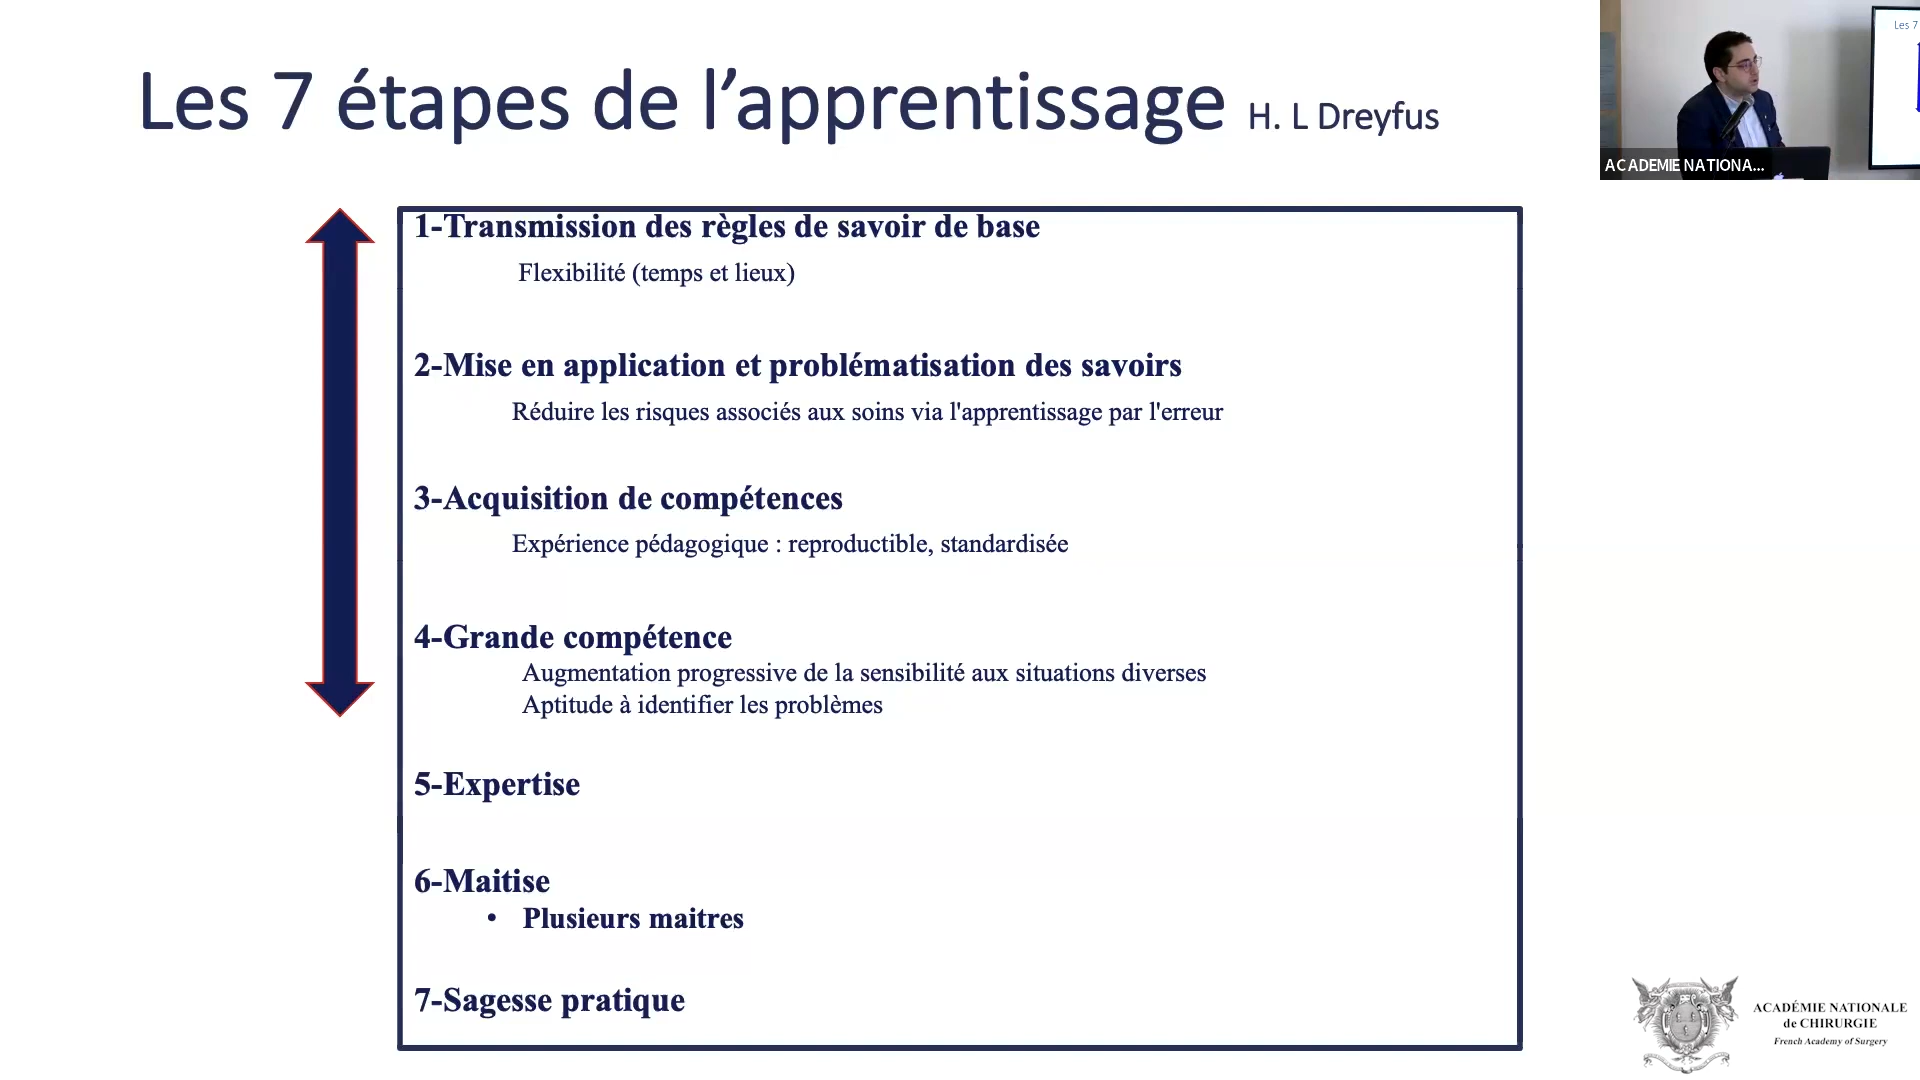 Les 7 étapes de l’apprentissage H. L Dreyfus
Les 7
ACADEMIE NATIONA...
1-Transmission des règles de savoir de base
Flexibilité (temps et lieux)
2-Mise en application et problématisation des savoirs
Réduire les risques associés aux soins via l'apprentissage par l'erreur
3-Acquisition de compétences
Expérience pédagogique : reproductible, standardisée
4-Grande compétence
Augmentation progressive de la sensibilité aux situations diverses
Aptitude à identifier les problèmes
5-Expertise
6-Maitise
• Plusieurs maitres
7-Sagesse pratique
ACADÉMIE NATIONALE
de CHIRURGIE
French Academy of Surgery